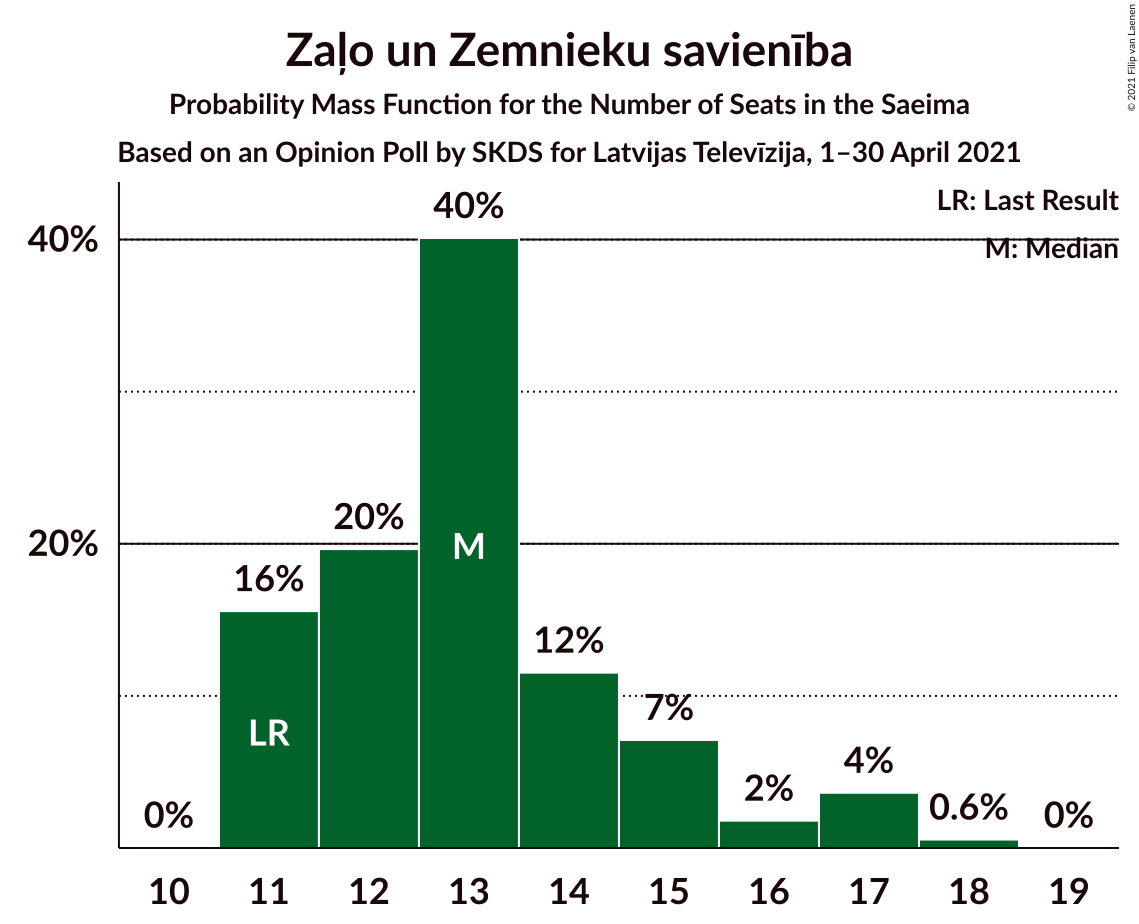 Zaļo un Zemnieku savienība
Probability Mass Function for the Number of Seats in the Saeima
Based on an Opinion Poll by SKDS for Latvijas Televīzija, 1–30 April 2021
© 2021 Filip van Laenen
LR: Last Result
M: Median
40%
20%
0%
16%
20%
40%
12%
7%
2%
4%
0.6%
0%
LR
M
10 11 12 13 14 15 16 17 18 19